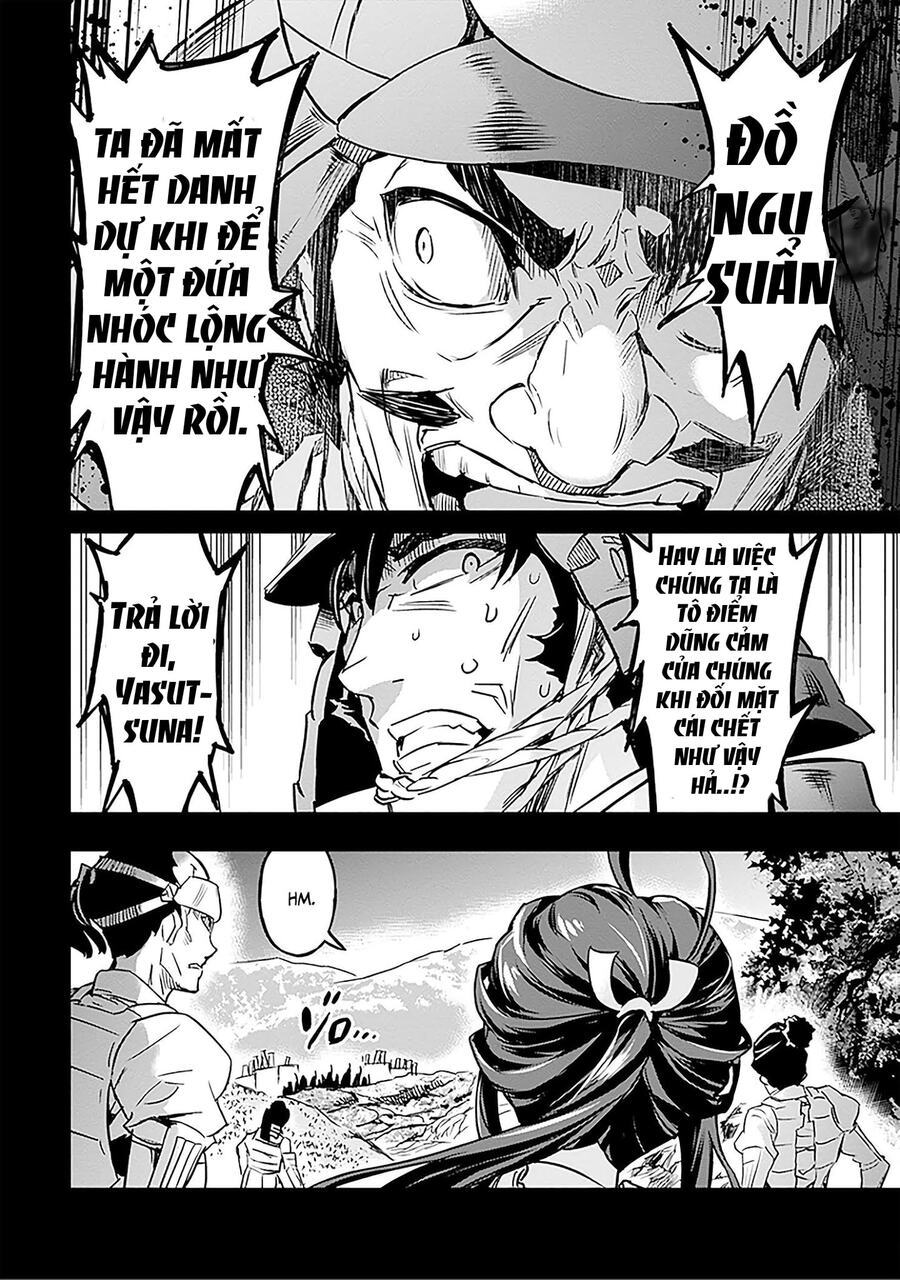 ĐỒ
NGU
SUẨN
TA ĐÃ MẤT
HẾT DANH
DỰ KHI ĐỂ
MỘT ĐỨA
NHÓC LỘNG
HÀNH NHƯ
VẬY RỒI.
HAY LÀ VIỆC
CHÚNG TA LÀ
TÔ ĐIỂM
DŨNG CẢM
CỦA CHÚNG
KHI ĐỐI MẶT
CÁI CHẾT
NHƯ VẬY
HẢ..!?
TRẢ LỜI
ĐI,
YASUT-
SUNA!
HM.